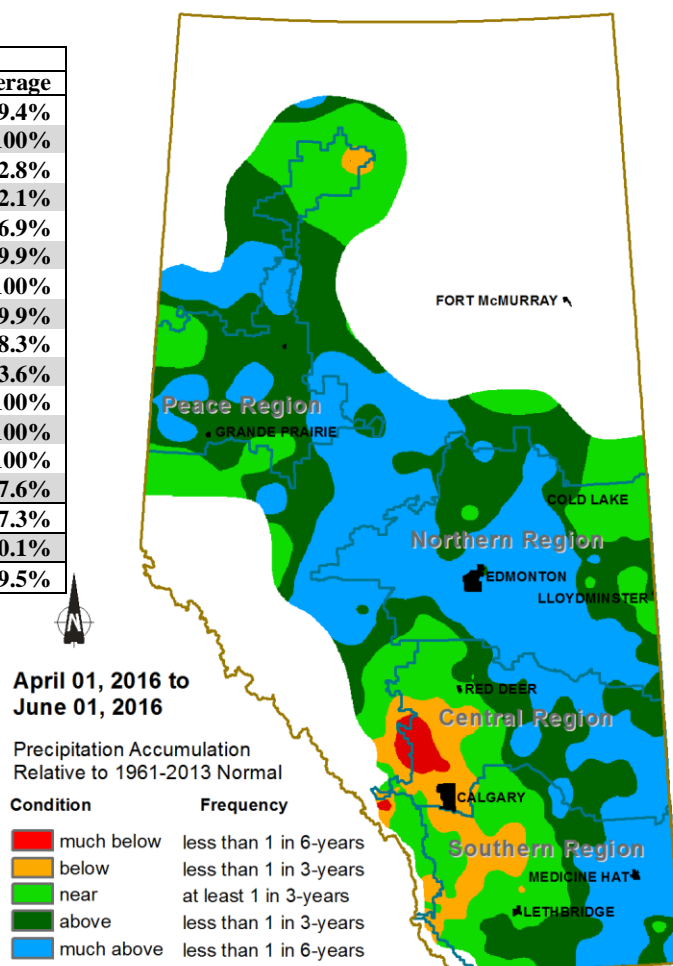 erage
9.4%
100%
2.8%
2.1%
6.9%
9.9%
100%
9.9%
8.3%
3.6%
100%
100%
100%
7.6%
7.3%
0.1%
9.5%
FORT McMURRAY
Peace Region
GRANDE PRAIRIE
COLD LAKE
Northern Region
EDMONTON
LLOYDMINSTER
RED DEER
Central Region
CALGARY
Southern Region
MEDICINE HAT
LETHBRIDGE
N
April 01, 2016 to
June 01, 2016
Precipitation Accumulation
Relative to 1961-2013 Normal
Condition Frequency
much below less than 1 in 6-years
below less than 1 in 3-years
near at least 1 in 3-years
above less than 1 in 3-years
much above less than 1 in 6-years